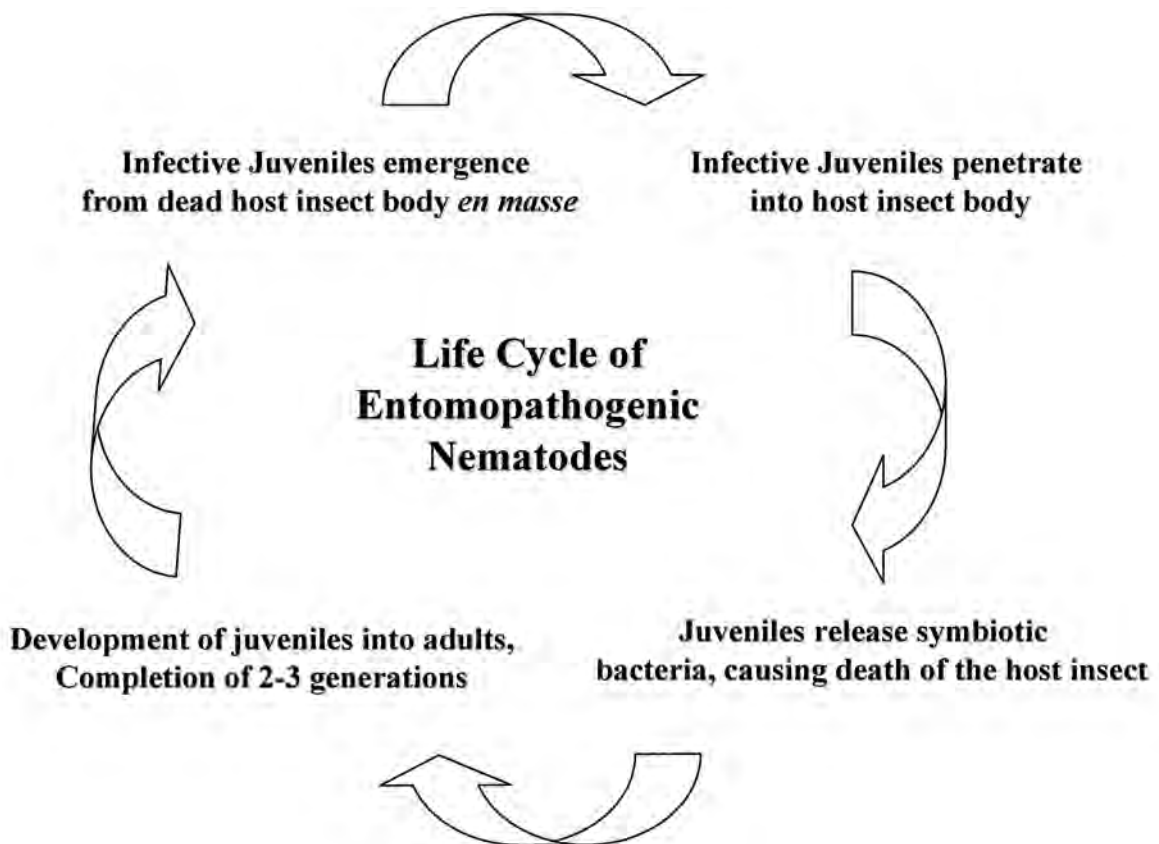 Infective Juveniles emergence
from dead host insect body en masse
Infective Juveniles penetrate
into host insect body
Life Cycle of
Entomopathogenic
Nematodes
Development of juveniles into adults,
Completion of 2-3 generations
Juveniles release symbiotic
bacteria, causing death of the host insect